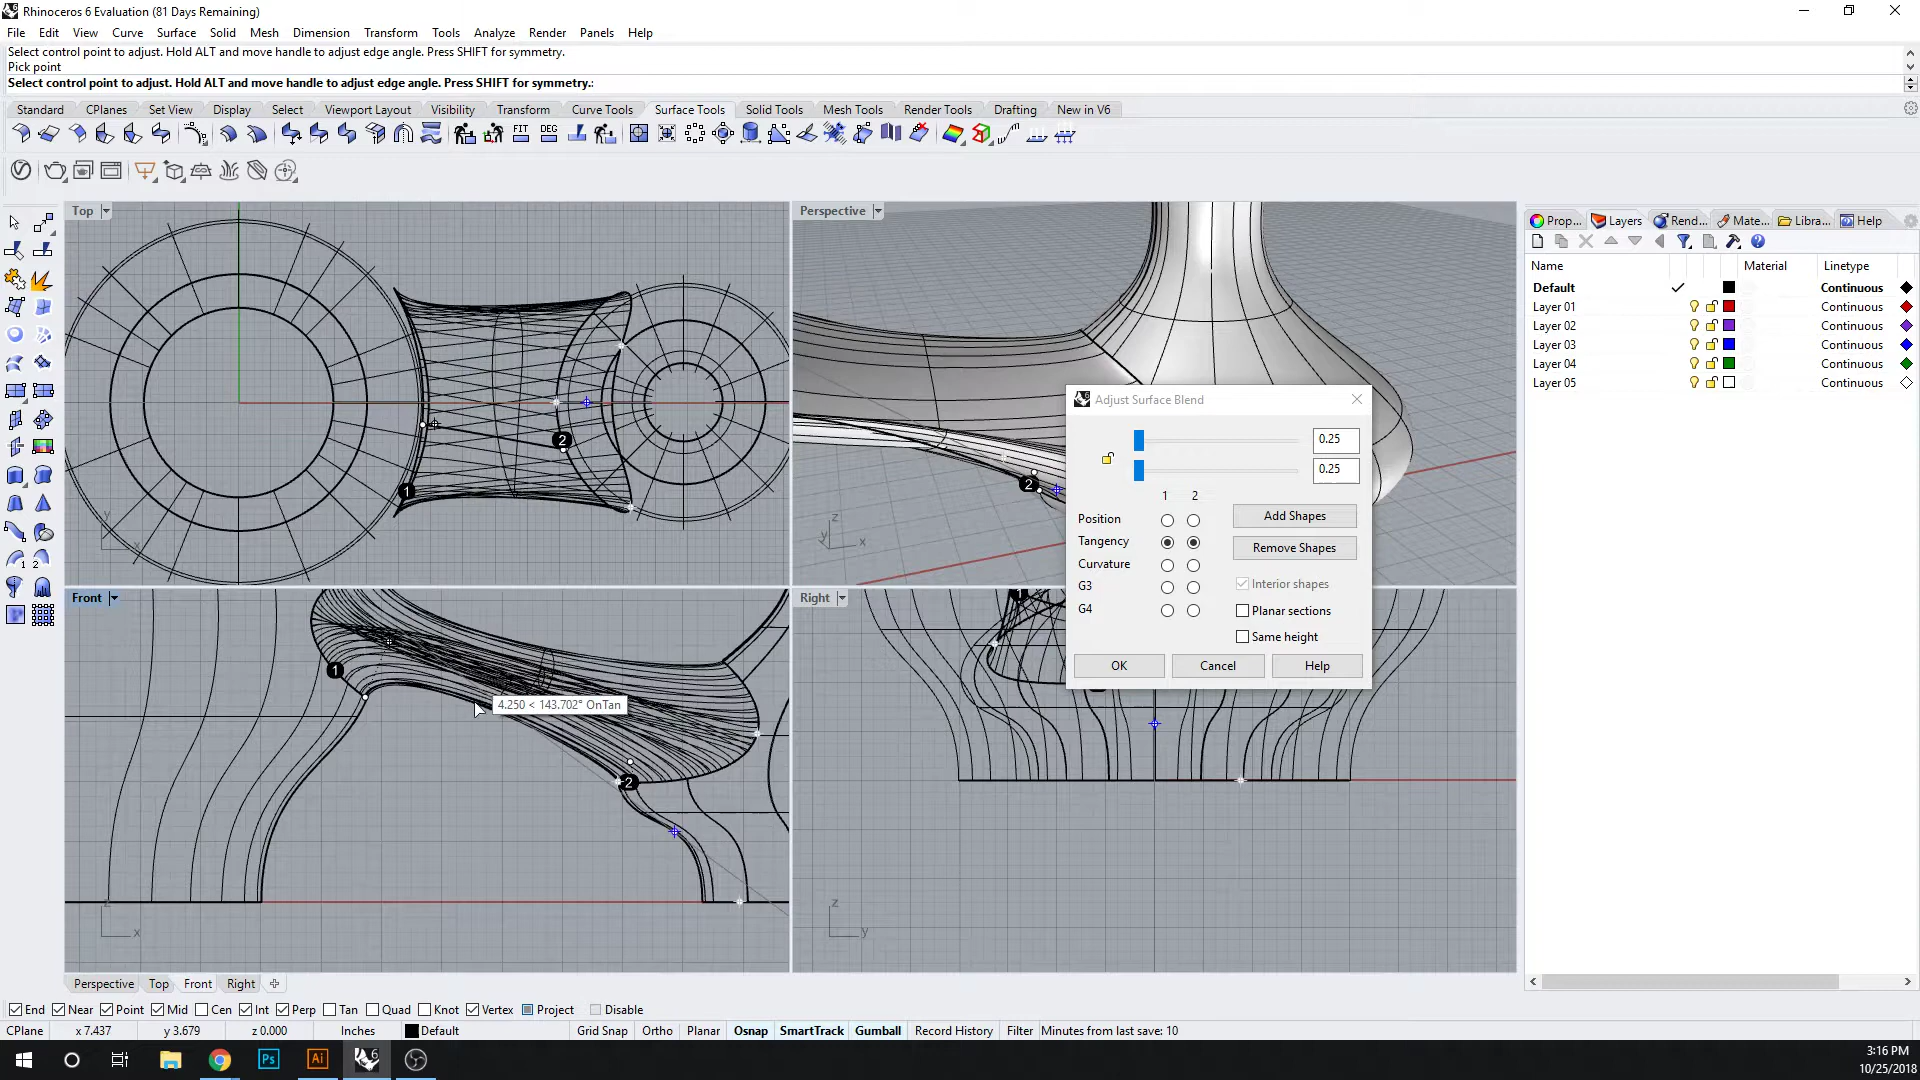 Rhinoceros 6 Evaluation (81 Days Remaining)
File Edit View Curve Surface Solid Mesh Dimension Transform Tools Analyze Render Panels Help
Select control point to adjust. Hold ALT and move handle to adjust edge angle. Press SHIFT for symmetry.
Pick point
Select control point to adjust. Hold ALT and move handle to adjust edge angle. Press SHIFT for symmetry.:
Standard CPlanes Set View Display Select Viewport Layout Visibility Transform Curve Tools Surface Tools Solid Tools Mesh Tools Render Tools Drafting New in V6
FIT DEG
Top
Perspective
Prop... Layers Rend... Mate... Libra... Help
Name Material Linetype
Default Continuous
Layer 01 Continuous
Layer 02 Continuous
Layer 03 Continuous
Layer 04 Continuous
Layer 05 Continuous
2
1
y
x
2
z
y
x
Adjust Surface Blend
0.25
0.25
1 2
Position
Tangency
Curvature
G3
G4
Add Shapes
Remove Shapes
Interior shapes
Planar sections
Same height
OK Cancel Help
Front
Right
1
4.250 < 143.702° OnTan
2
z
x
z
y
Perspective Top Front Right
End Near Point Mid Cen Int Perp Tan Quad Knot Vertex Project Disable
CPlane x 7.437 y 3.679 z 0.000 Inches Default Grid Snap Ortho Planar Osnap SmartTrack Gumball Record History Filter Minutes from last save: 10
Ps Ai 6
3:16 PM
10/25/2018